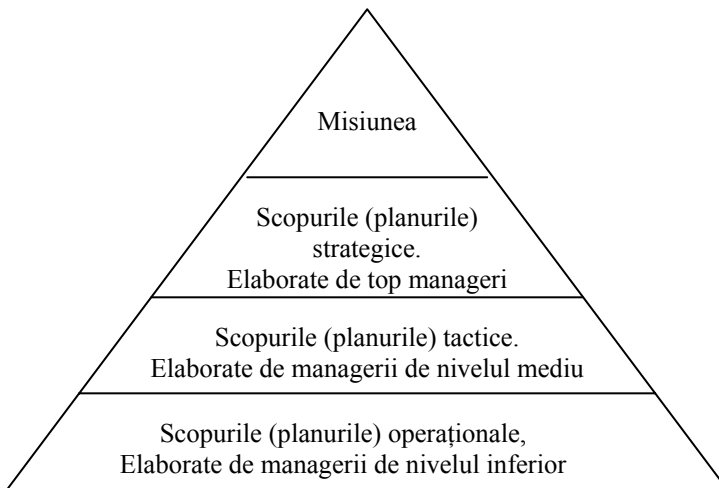 Misiunea
Scopurile (planurile)
strategice.
Elaborate de top manageri
Scopurile (planurile) tactice.
Elaborate de managerii de nivelul mediu
Scopurile (planurile) operaționale,
Elaborate de managerii de nivelul inferior